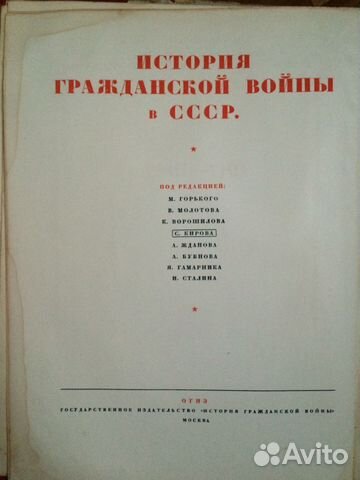 ИСТОРИЯ
ГРАЖДАНСКОЙ ВОЙНЫ
в СССР.
ПОД РЕДАКЦИЕЙ:
М. ГОРЬКОГО
В. МОЛОТОВА
К. ВОРОШИЛОВА
С. КИРОВА
А. ЖДАНОВА
А. БУБНОВА
Я. ГАМАРНИКА
И. СТАЛИНА
ОГИЗ
ГОСУДАРСТВЕННОЕ ИЗДАТЕЛЬСТВО «ИСТОРИЯ ГРАЖДАНСКОЙ ВОЙНЫ»
МОСКВА
Avito